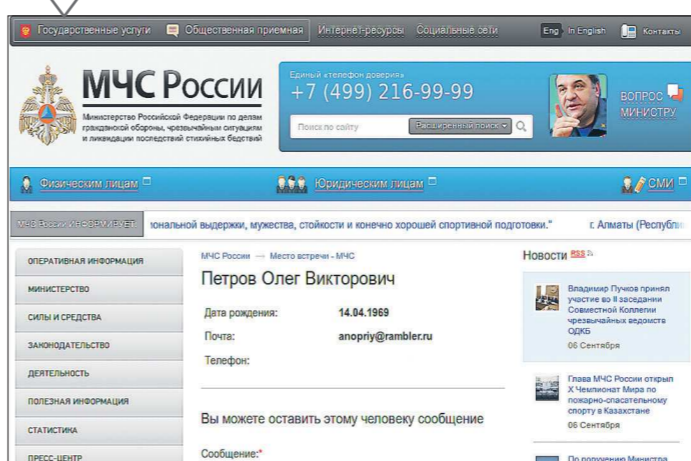 Государственные услуги
Общественная приемная
Интернет-ресурсы
Социальные сети
Eng
In English
Контакты
МЧС России
Министерство Российской Федерации по делам
гражданской обороны, чрезвычайным ситуациям
и ликвидации последствий стихийных бедствий
Единый «телефон доверия»
+7 (499) 216-99-99
Поиск по сайту
Расширенный поиск
ВОПРОС
МИНИСТРУ
Физическим лицам
Юридическим лицам
СМИ
МЧС России ИНФОРМИРУЕТ
иональной выдержки, мужества, стойкости и конечно хорошей спортивной подготовки."
г. Алматы (Республи
ОПЕРАТИВНАЯ ИНФОРМАЦИЯ
МИНИСТЕРСТВО
СИЛЫ И СРЕДСТВА
ЗАКОНОДАТЕЛЬСТВО
ДЕЯТЕЛЬНОСТЬ
ПОЛЕЗНАЯ ИНФОРМАЦИЯ
СТАТИСТИКА
ПРЕСС-ЦЕНТР
МЧС России → Место встречи - МЧС
Петров Олег Викторович
Дата рождения: 14.04.1969
Почта: anopriy@rambler.ru
Телефон:
Вы можете оставить этому человеку сообщение
Сообщение:*
Новости RSS
Владимир Пучков принял
участие во II заседании
Совместной Коллегии
чрезвычайных ведомств
ОДКБ
06 Сентября
Глава МЧС России открыл
X Чемпионат Мира по
пожарно-спасательному
спорту в Казахстане
06 Сентября
По поручению Министра